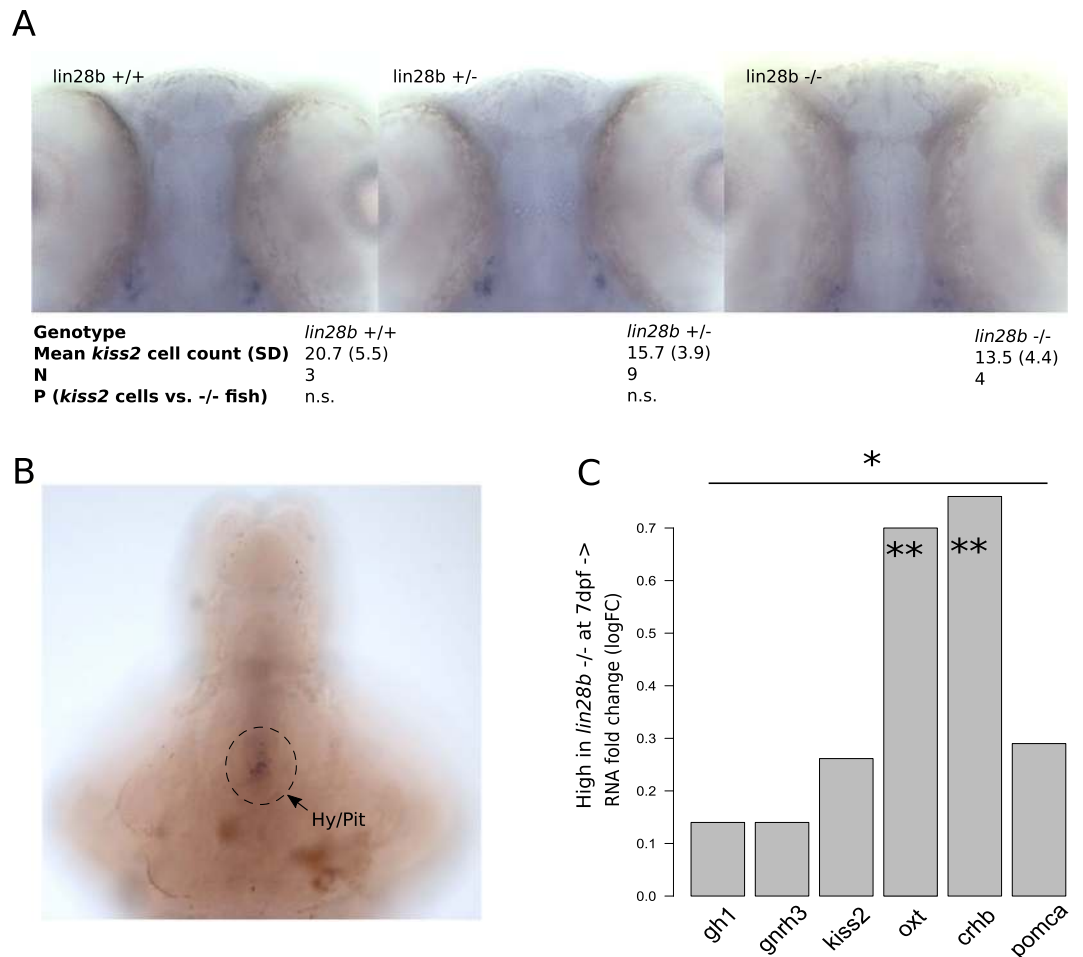 A
lin28b +/+
lin28b +/-
lin28b -/-
Genotype lin28b +/+ lin28b +/- lin28b -/-
Mean kiss2 cell count (SD) 20.7 (5.5) 15.7 (3.9) 13.5 (4.4)
N 3 9 4
P (kiss2 cells vs. -/- fish) n.s. n.s.
B
Hy/Pit
C
*
** **
High in lin28b -/- at 7dpf ->
RNA fold change (logFC)
0.7
0.6
0.5
0.4
0.3
0.2
0.1
0.0
gh1 gnrh3 kiss2 oxt crhb pomca